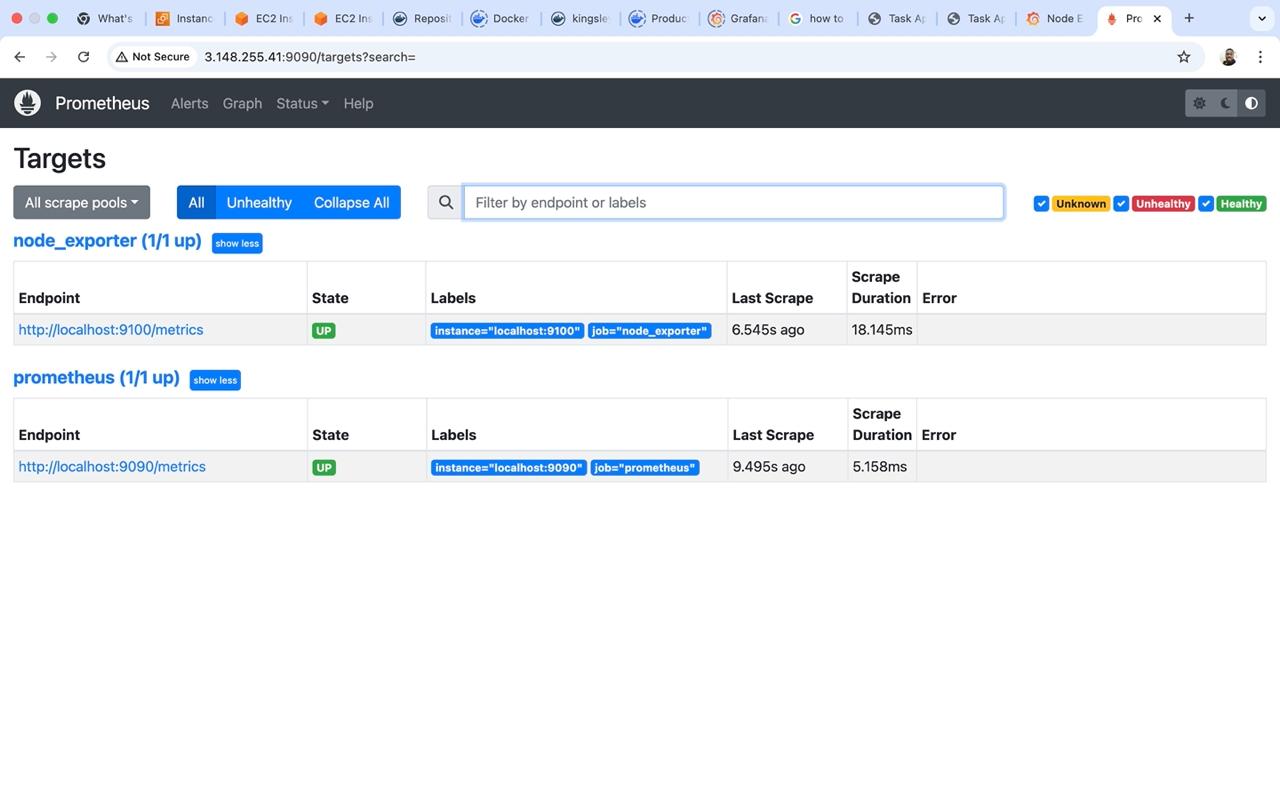 What's
Instanc
EC2 Ins
EC2 Ins
Reposit
Docker
kingsle
Produc
Grafana
how to
Task Ap
Task Ap
Node E
Pro
Not Secure
3.148.255.41:9090/targets?search=
Prometheus Alerts Graph Status Help
Targets
All scrape pools
All Unhealthy Collapse All
Filter by endpoint or labels
Unknown Unhealthy Healthy
node_exporter (1/1 up) show less
Endpoint State Labels Last Scrape Scrape Duration Error
http://localhost:9100/metrics UP instance="localhost:9100" job="node_exporter" 6.545s ago 18.145ms
prometheus (1/1 up) show less
Endpoint State Labels Last Scrape Scrape Duration Error
http://localhost:9090/metrics UP instance="localhost:9090" job="prometheus" 9.495s ago 5.158ms